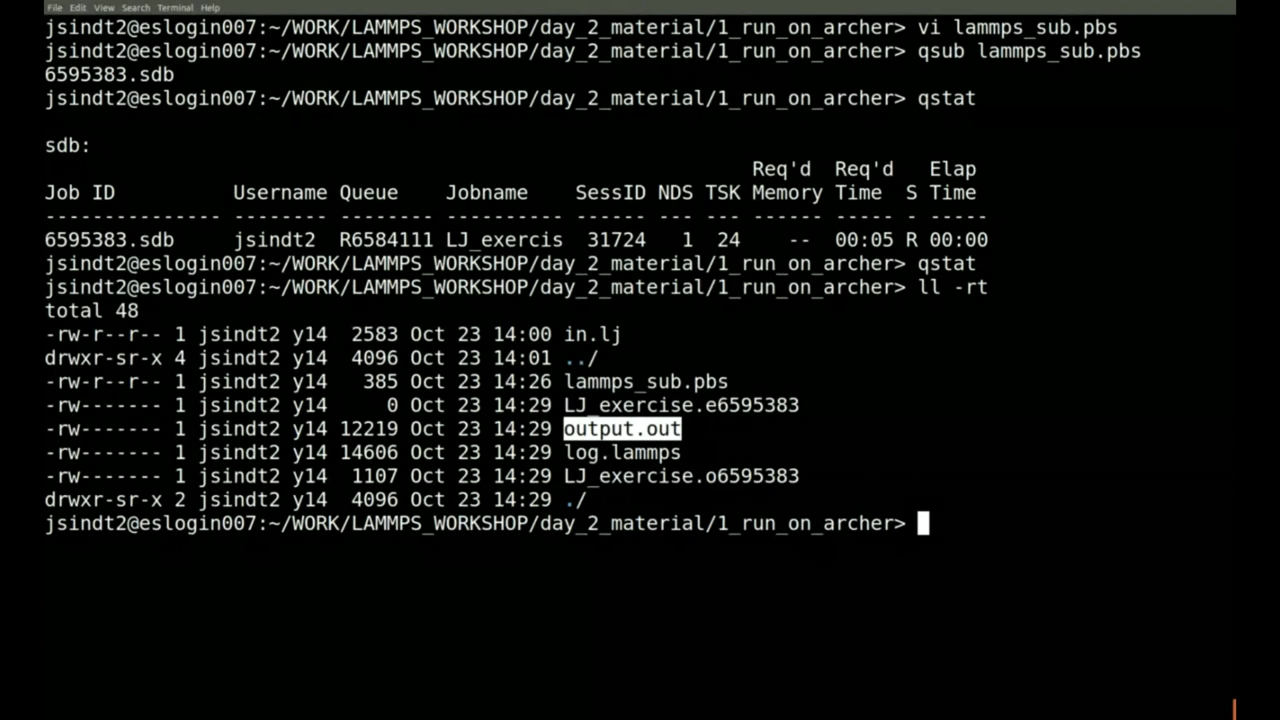 File Edit View Search Terminal Help
jsindt2@eslogin007:~/WORK/LAMMPS_WORKSHOP/day_2_material/1_run_on_archer> vi lammps_sub.pbs
jsindt2@eslogin007:~/WORK/LAMMPS_WORKSHOP/day_2_material/1_run_on_archer> qsub lammps_sub.pbs
6595383.sdb
jsindt2@eslogin007:~/WORK/LAMMPS_WORKSHOP/day_2_material/1_run_on_archer> qstat
sdb:
Req'd Req'd Elap
Job ID Username Queue Jobname SessID NDS TSK Memory Time S Time
--------------- -------- -------- ---------- ------ --- --- ------ ----- - -----
6595383.sdb jsindt2 R6584111 LJ_exercis 31724 1 24 -- 00:05 R 00:00
jsindt2@eslogin007:~/WORK/LAMMPS_WORKSHOP/day_2_material/1_run_on_archer> qstat
jsindt2@eslogin007:~/WORK/LAMMPS_WORKSHOP/day_2_material/1_run_on_archer> ll -rt
total 48
-rw-r--r-- 1 jsindt2 y14 2583 Oct 23 14:00 in.lj
drwxr-sr-x 4 jsindt2 y14 4096 Oct 23 14:01 ../
-rw-r--r-- 1 jsindt2 y14 385 Oct 23 14:26 lammps_sub.pbs
-rw------- 1 jsindt2 y14 0 Oct 23 14:29 LJ_exercise.e6595383
-rw------- 1 jsindt2 y14 12219 Oct 23 14:29 output.out
-rw------- 1 jsindt2 y14 14606 Oct 23 14:29 log.lammps
-rw------- 1 jsindt2 y14 1107 Oct 23 14:29 LJ_exercise.o6595383
drwxr-sr-x 2 jsindt2 y14 4096 Oct 23 14:29 ./
jsindt2@eslogin007:~/WORK/LAMMPS_WORKSHOP/day_2_material/1_run_on_archer>